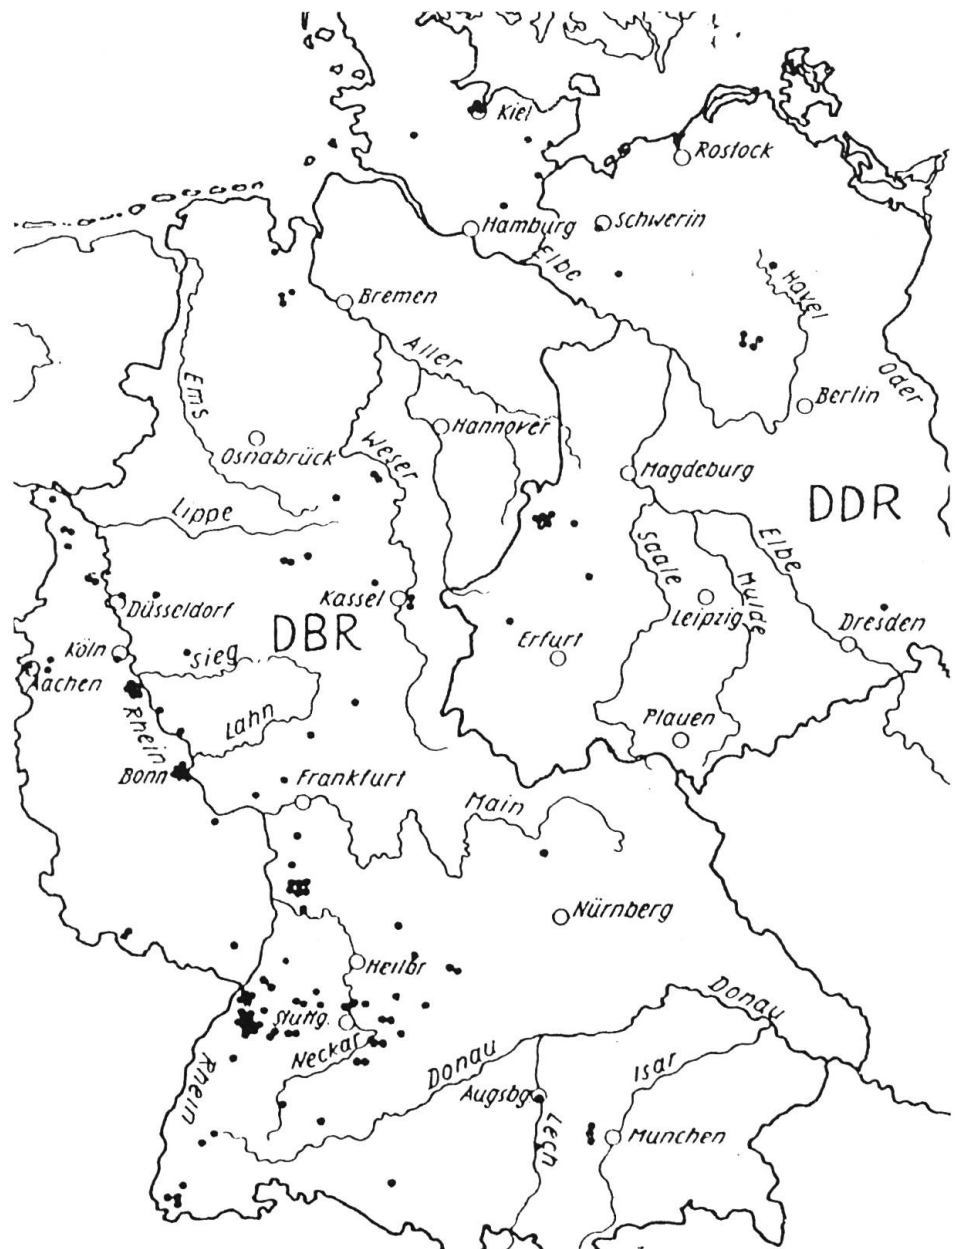 Kiel
Rostock
Hamburg
Schwerin
Elbe
Havel
Bremen
Aller
Oder
Ems
Berlin
Hannover
Osnabrück
Weser
Magdeburg
Lippe
DDR
Elbe
Saale
Mulde
Düsseldorf
Kassel
Leipzig
DBR
Erfurt
Dresden
Köln
Sieg
Aachen
Rhein
Lahn
Plauen
Bonn
Frankfurt
Main
Nürnberg
Heilbr
Donau
Stuttg.
Neckar
Donau
Isar
Rhein
Augsbg
Lech
Munchen